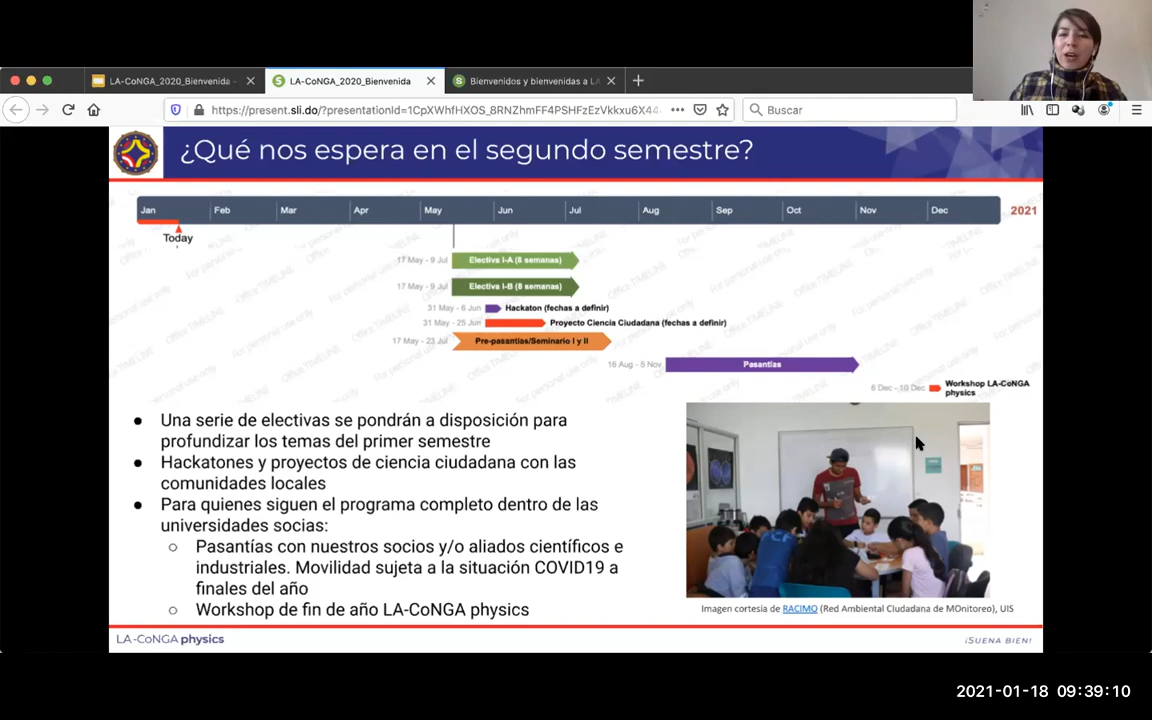 LA-CoNGA_2020_Bienvenida -
LA-CoNGA_2020_Bienvenida
Bienvenidos y bienvenidas a LA
https://present.sli.do/?presentationId=1CpXWhfHXOS_8RNZhmFF4PSHFzEzVkkxu6X44
Buscar
¿Qué nos espera en el segundo semestre?
Jan Feb Mar Apr May Jun Jul Aug Sep Oct Nov Dec 2021
Today
17 May - 9 Jul Electiva I-A (8 semanas)
17 May - 9 Jul Electiva I-B (8 semanas)
31 May - 6 Jun Hackaton (fechas a definir)
31 May - 25 Jun Proyecto Ciencia Ciudadana (fechas a definir)
17 May - 23 Jul Pre-pasantías/Seminario I y II
16 Aug - 5 Nov Pasantías
6 Dec - 10 Dec Workshop LA-CoNGA
physics
● Una serie de electivas se pondrán a disposición para
profundizar los temas del primer semestre
● Hackatones y proyectos de ciencia ciudadana con las
comunidades locales
● Para quienes siguen el programa completo dentro de las
universidades socias:
○ Pasantías con nuestros socios y/o aliados científicos e
industriales. Movilidad sujeta a la situación COVID19 a
finales del año
○ Workshop de fin de año LA-CoNGA physics
Imagen cortesía de RACIMO (Red Ambiental Ciudadana de MOnitoreo), UIS
LA-CoNGA physics
¡SUENA BIEN!
2021-01-18 09:39:10